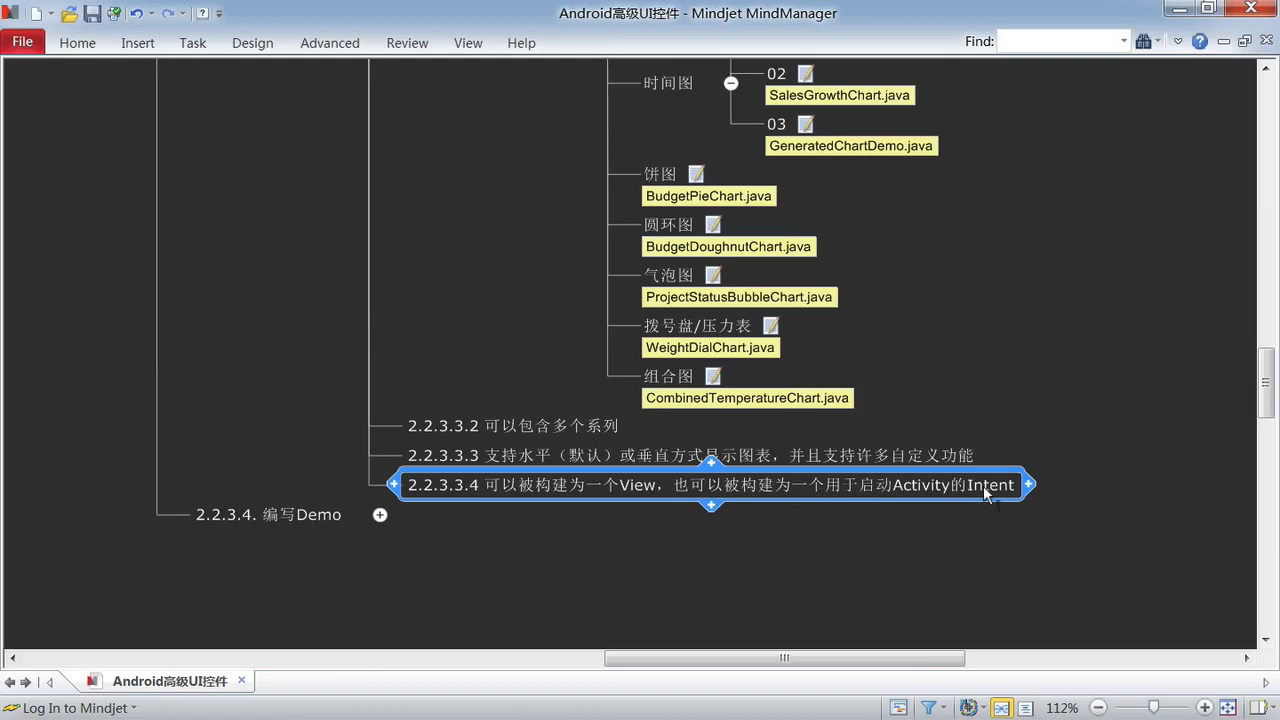 Android高级UI控件 - Mindjet MindManager
File Home Insert Task Design Advanced Review View Help Find:
02
时间图
SalesGrowthChart.java
03
GeneratedChartDemo.java
饼图
BudgetPieChart.java
圆环图
BudgetDoughnutChart.java
气泡图
ProjectStatusBubbleChart.java
拨号盘/压力表
WeightDialChart.java
组合图
CombinedTemperatureChart.java
2.2.3.3.2 可以包含多个系列
2.2.3.3.3 支持水平（默认）或垂直方式显示图表，并且支持许多自定义功能
2.2.3.3.4 可以被构建为一个View，也可以被构建为一个用于启动Activity的Intent
2.2.3.4. 编写Demo
Android高级UI控件
Log In to Mindjet 112%